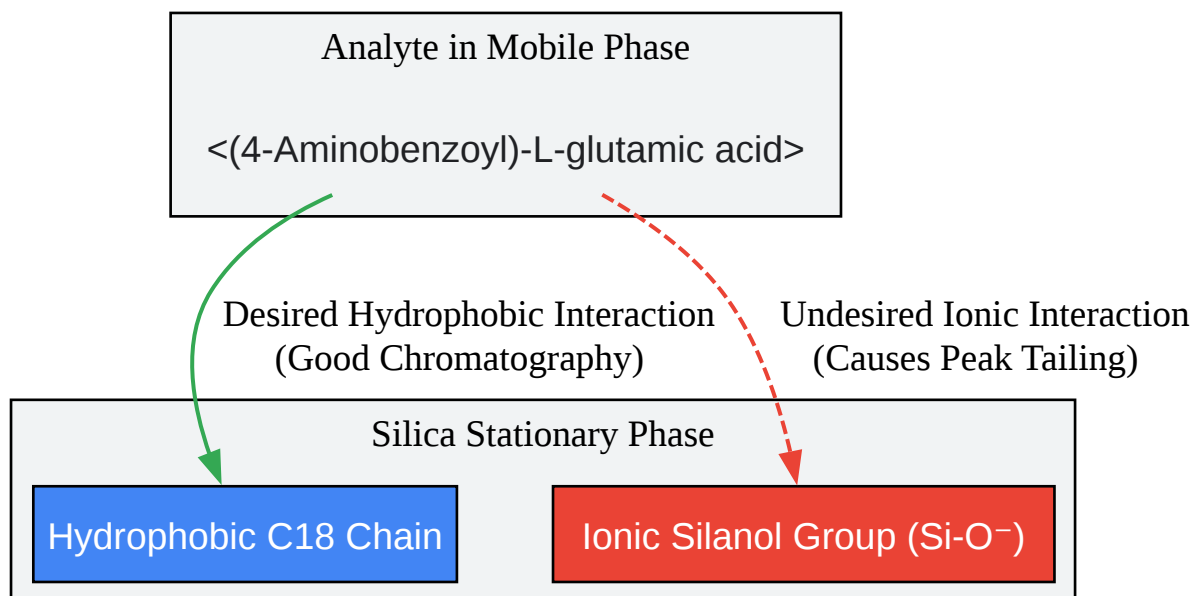 Analyte in Mobile Phase
<(4-Aminobenzoyl)-L-glutamic acid>
Desired Hydrophobic Interaction
(Good Chromatography)
Undesired Ionic Interaction
(Causes Peak Tailing)
Silica Stationary Phase
Hydrophobic C18 Chain
Ionic Silanol Group (Si-O⁻)